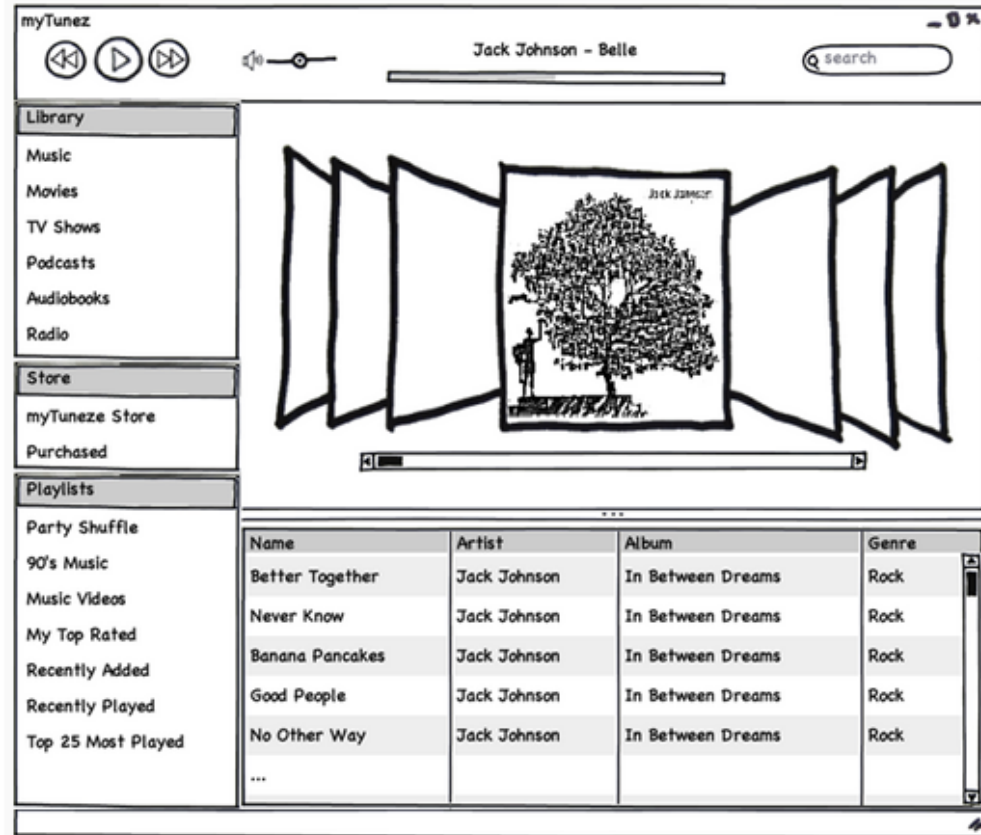 myTunez
Jack Johnson - Belle
search
Library
Music
Movies
TV Shows
Podcasts
Audiobooks
Radio
Store
myTuneze Store
Purchased
Playlists
Party Shuffle
90's Music
Music Videos
My Top Rated
Recently Added
Recently Played
Top 25 Most Played
Jack Johnson
Name Artist Album Genre
Better Together Jack Johnson In Between Dreams Rock
Never Know Jack Johnson In Between Dreams Rock
Banana Pancakes Jack Johnson In Between Dreams Rock
Good People Jack Johnson In Between Dreams Rock
No Other Way Jack Johnson In Between Dreams Rock
...